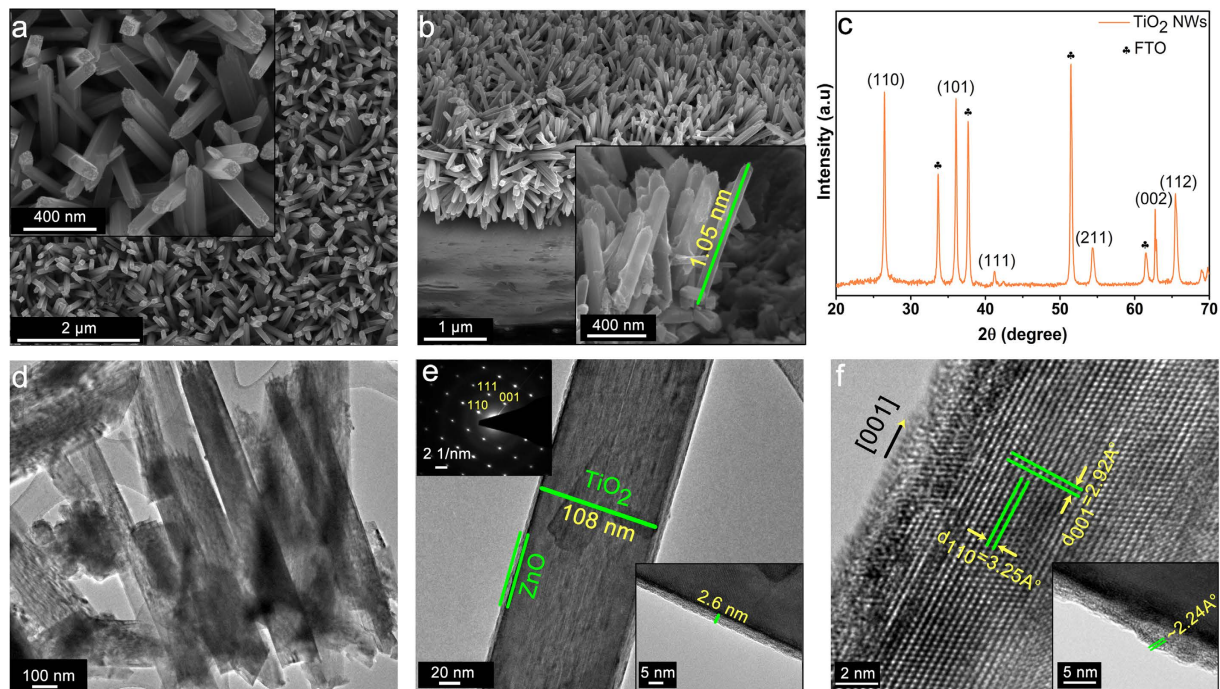 a
400 nm
2 µm
b
1.05 nm
1 µm
400 nm
c
TiO2 NWs
♣ FTO
(110)
♣
(101)
♣
(111)
♣
(211)
♣
(002)
(112)
Intensity (a.u)
20 30 40 50 60 70
2θ (degree)
d
100 nm
e
111
001
110
2 1/nm
TiO2
108 nm
ZnO
20 nm
2.6 nm
5 nm
f
[001]
d001=2.92A°
d110=3.25A°
2 nm
~2.24A°
5 nm